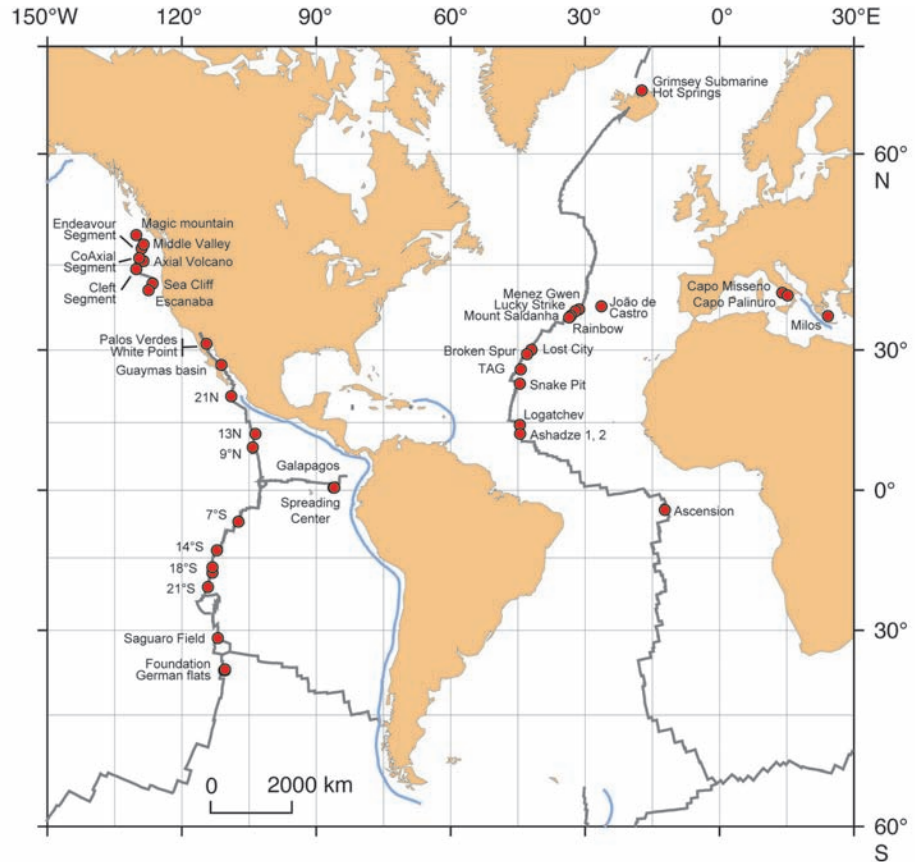 150°W
120°
90°
60°
30°
0°
30°E
Grimsey Submarine
Hot Springs
60°
N
Endeavour
Segment
Magic mountain
Middle Valley
CoAxial
Segment
Axial Volcano
Cleft
Segment
Sea Cliff
Escanaba
Menez Gwen
Lucky Strike
Mount Saldanha
João de
Castro
Rainbow
Capo Misseno
Capo Palinuro
Milos
Palos Verdes
White Point
Broken Spur
Lost City
30°
Guaymas basin
TAG
Snake Pit
21N
Logatchev
Ashadze 1, 2
13N
9°N
Galapagos
Spreading
Center
0°
7°S
Ascension
14°S
18°S
21°S
Saguaro Field
30°
Foundation
German flats
0
2000 km
60°
S